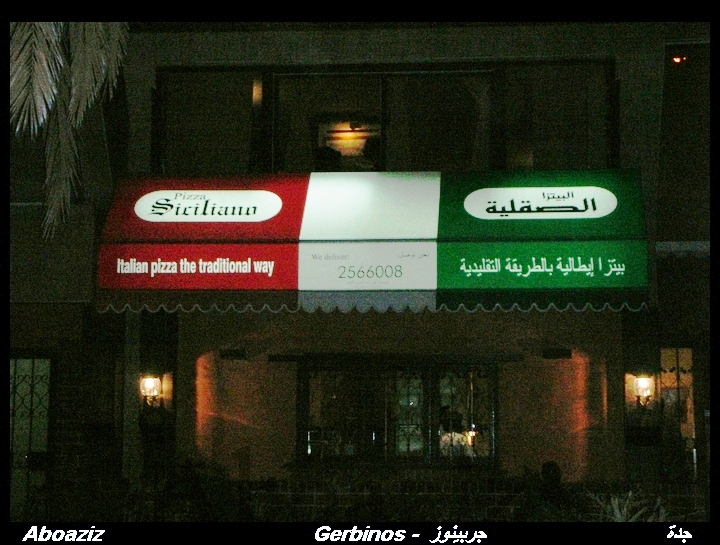 Pizza
Siciliano
البيتزا
الصقلية
Italian pizza the traditional way
We deliver:
نحن نوصل
2566008
بيتزا إيطالية بالطريقة التقليدية
Aboaziz
Gerbinos - جربينوز
جدة